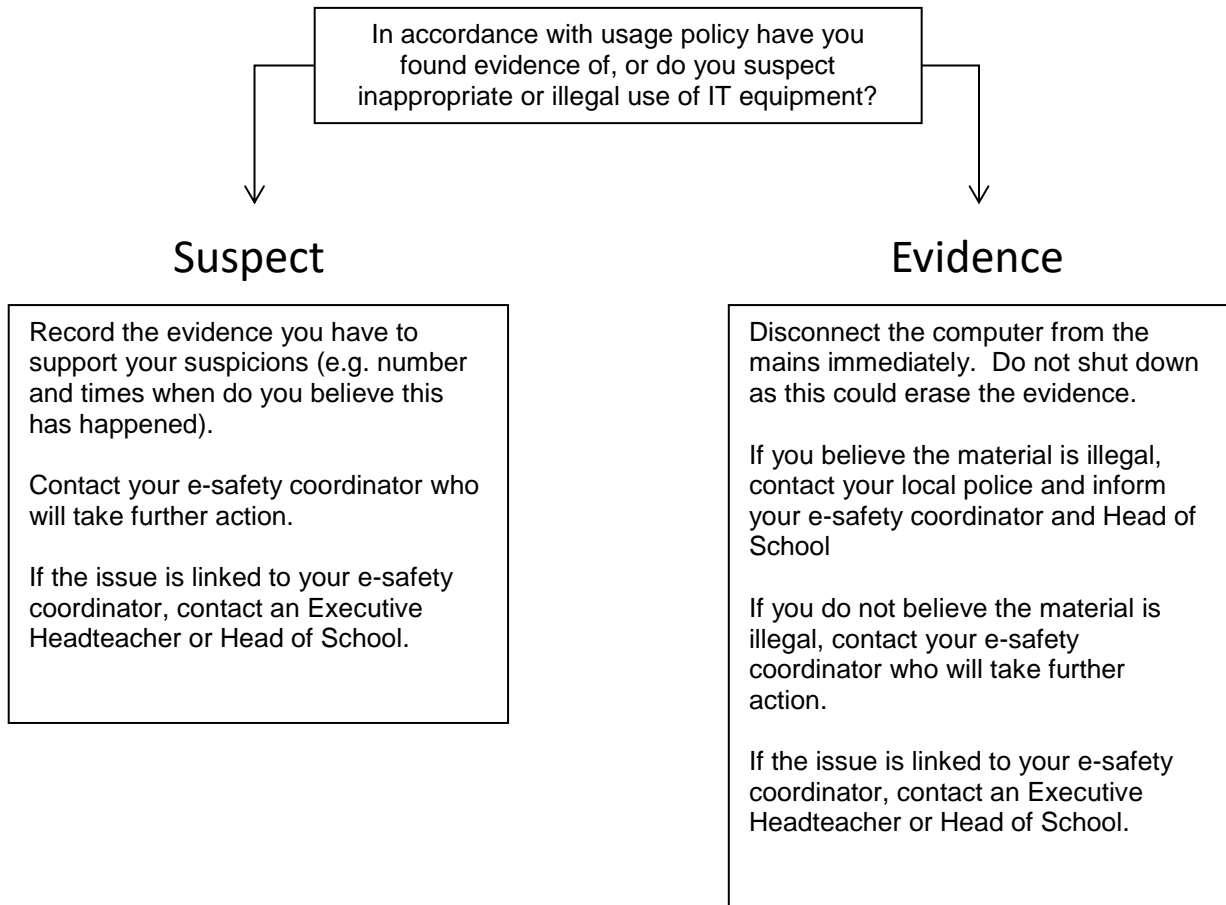 In accordance with usage policy have you
found evidence of, or do you suspect
inappropriate or illegal use of IT equipment?
Suspect
Record the evidence you have to
support your suspicions (e.g. number
and times when do you believe this
has happened).
Contact your e-safety coordinator who
will take further action.
If the issue is linked to your e-safety
coordinator, contact an Executive
Headteacher or Head of School.
Evidence
Disconnect the computer from the
mains immediately.  Do not shut down
as this could erase the evidence.
If you believe the material is illegal,
contact your local police and inform
your e-safety coordinator and Head of
School
If you do not believe the material is
illegal, contact your e-safety
coordinator who will take further
action.
If the issue is linked to your e-safety
coordinator, contact an Executive
Headteacher or Head of School.